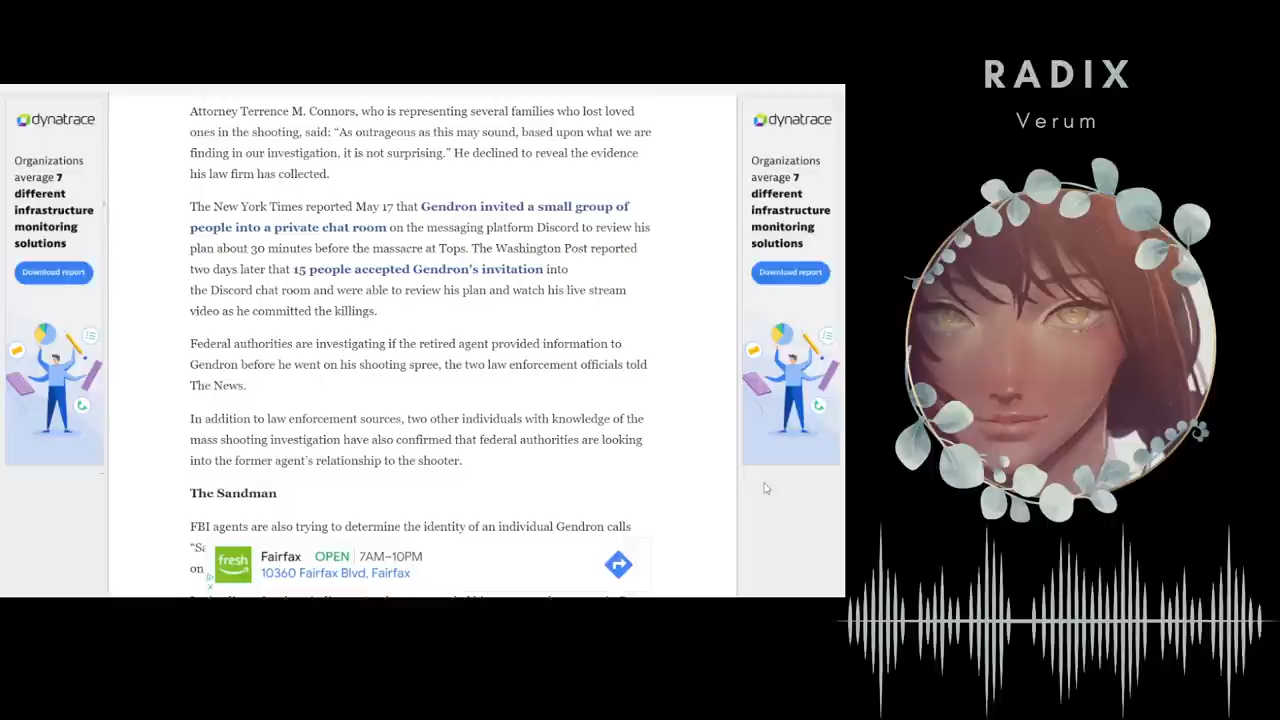 dynatrace
Organizations
average 7
different
infrastructure
monitoring
solutions
Download report
Attorney Terrence M. Connors, who is representing several families who lost loved
ones in the shooting, said: “As outrageous as this may sound, based upon what we are
finding in our investigation, it is not surprising.” He declined to reveal the evidence
his law firm has collected.
The New York Times reported May 17 that Gendron invited a small group of
people into a private chat room on the messaging platform Discord to review his
plan about 30 minutes before the massacre at Tops. The Washington Post reported
two days later that 15 people accepted Gendron's invitation into
the Discord chat room and were able to review his plan and watch his live stream
video as he committed the killings.
Federal authorities are investigating if the retired agent provided information to
Gendron before he went on his shooting spree, the two law enforcement officials told
The News.
In addition to law enforcement sources, two other individuals with knowledge of the
mass shooting investigation have also confirmed that federal authorities are looking
into the former agent’s relationship to the shooter.
The Sandman
FBI agents are also trying to determine the identity of an individual Gendron calls
“Sa
on
fresh
Fairfax OPEN 7AM–10PM
10360 Fairfax Blvd, Fairfax
dynatrace
Organizations
average 7
different
infrastructure
monitoring
solutions
Download report
RADIX
Verum